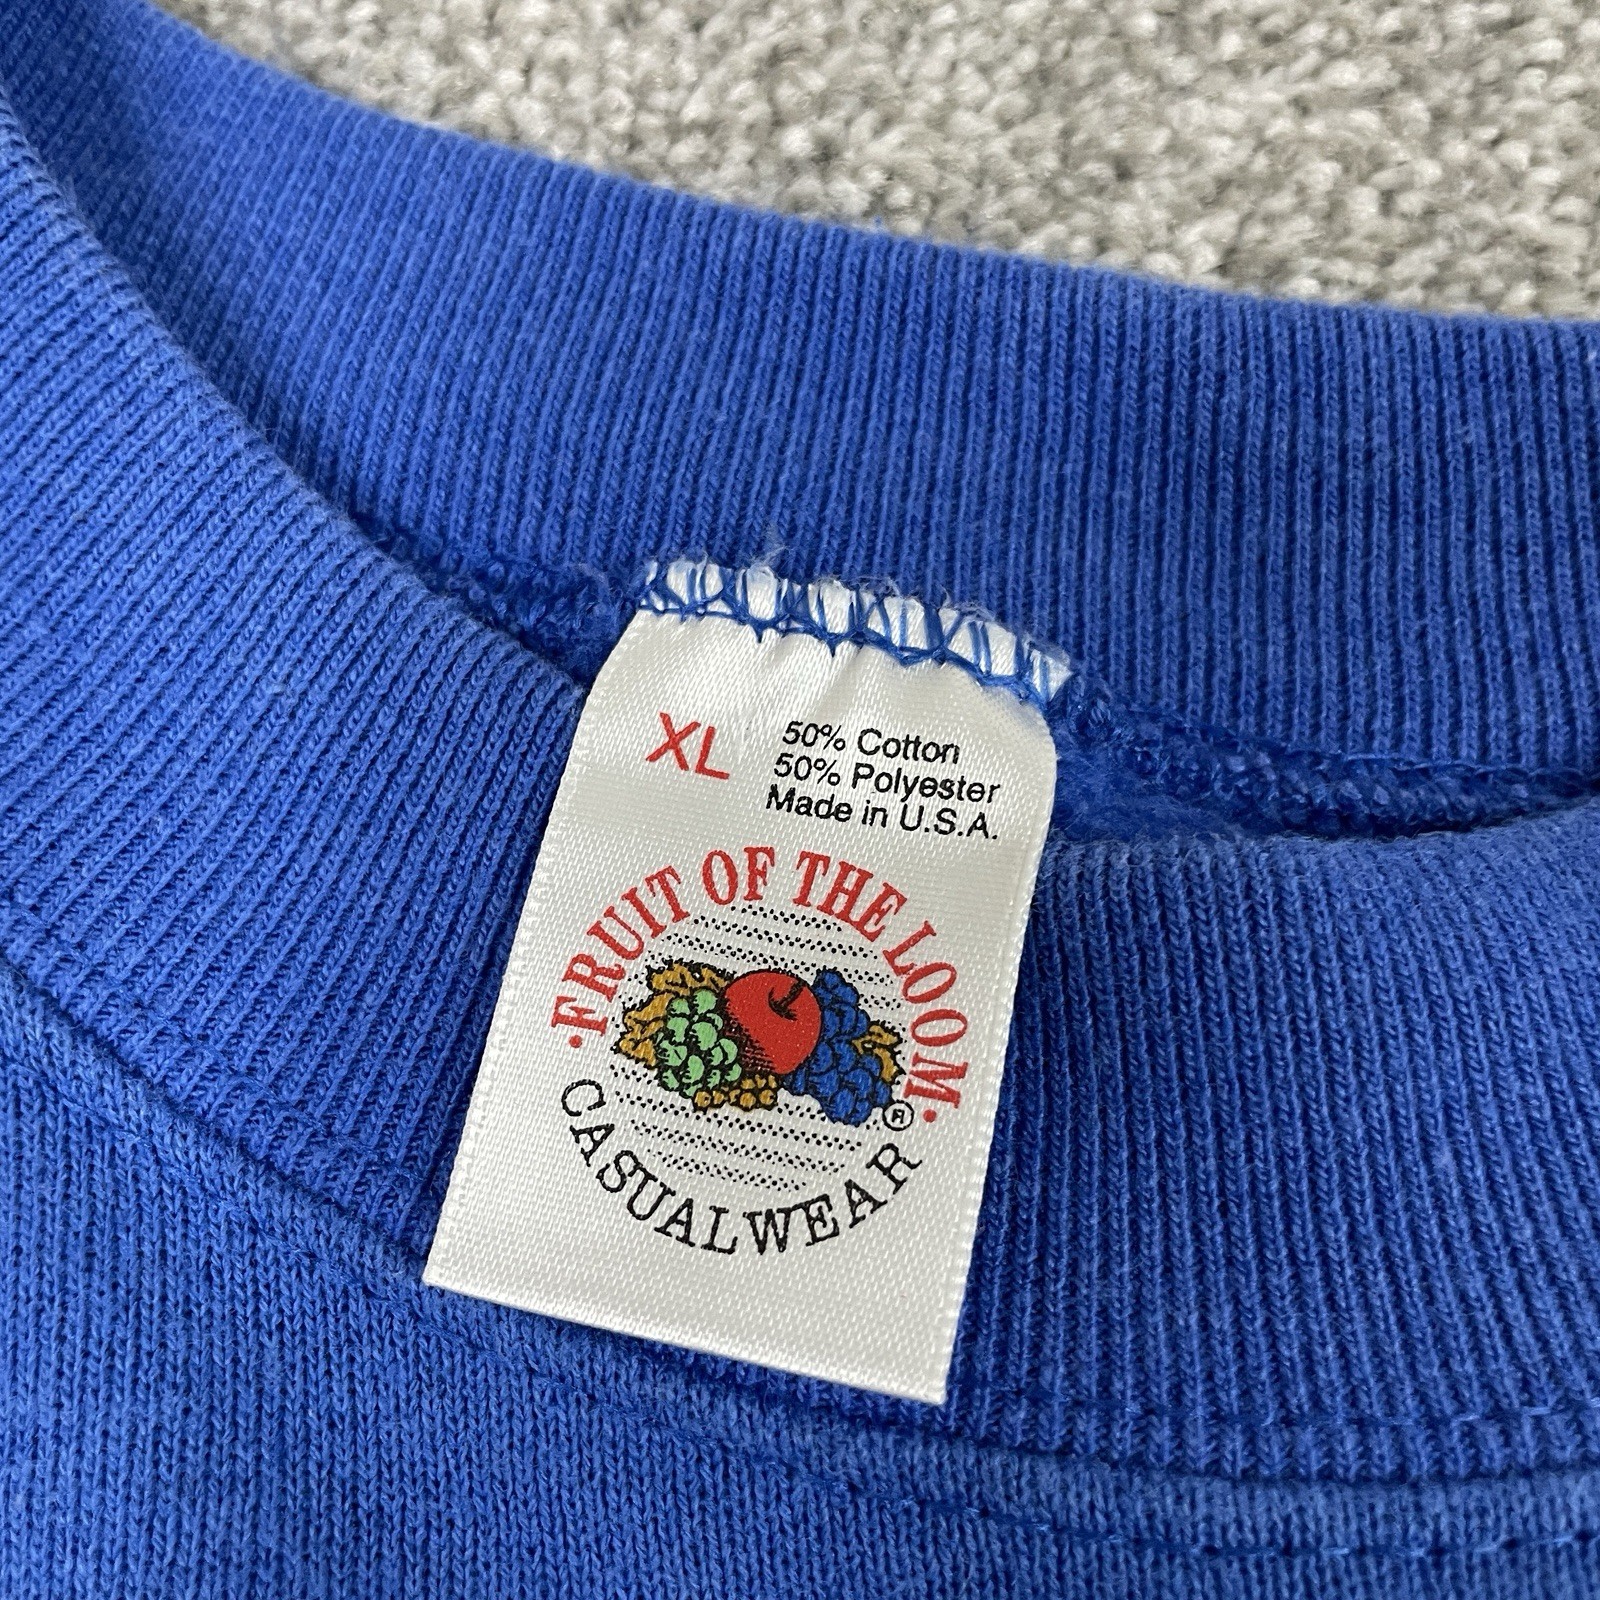 XL
50% Cotton
50% Polyester
Made in U.S.A.
·FRUIT OF THE LOOM·
®
CASUALWEAR